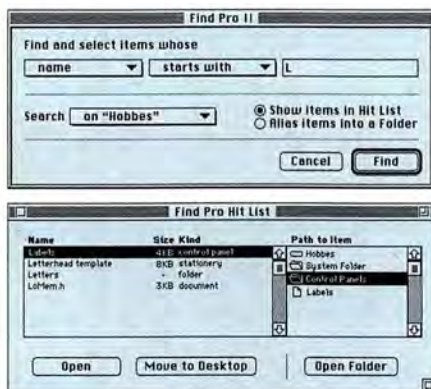 Find Pro II
Find and select items whose
name starts with L
Search on "Hobbes"
Show items in Hit List
Alias items into a Folder
Cancel Find
Find Pro Hit List
Name Size Kind Path to Item
Labels 4KB control panel
Letterhead template 8KB stationery
Letters - folder
LoMem.h 3KB document
Hobbes
System Folder
Control Panels
Labels
Open Move to Desktop Open Folder